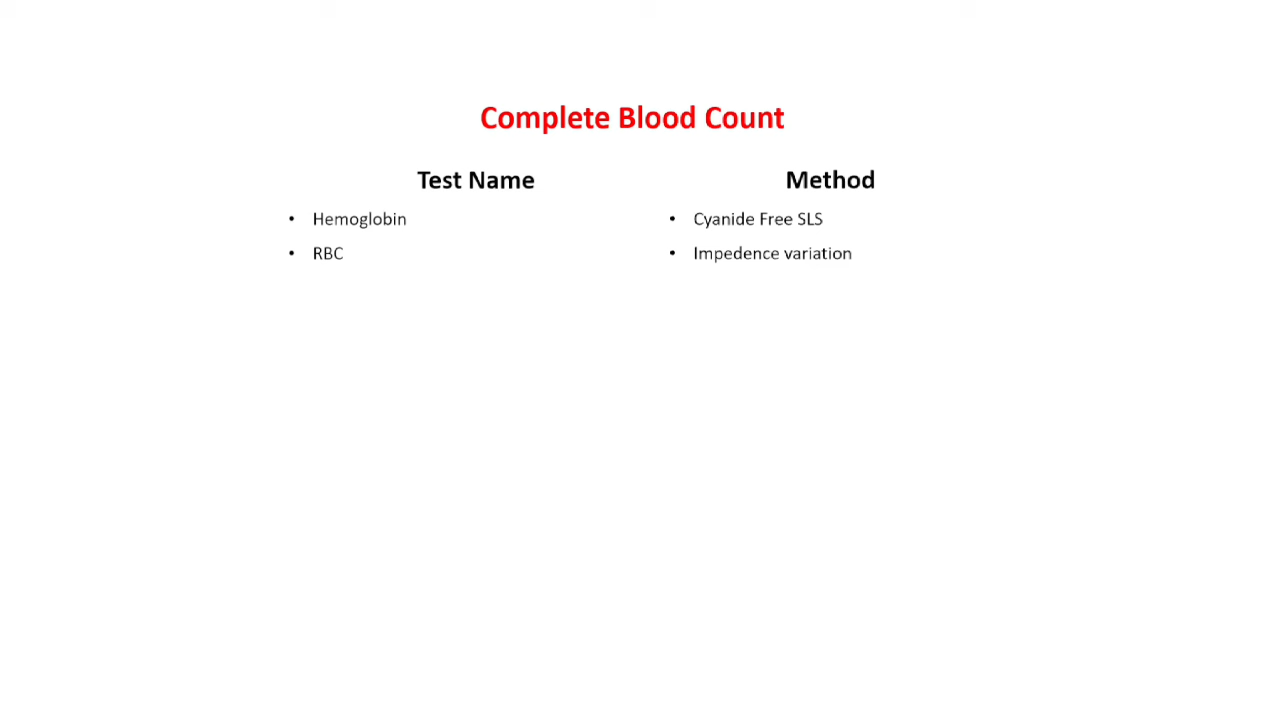 Complete Blood Count
Test Name Method
• Hemoglobin • Cyanide Free SLS
• RBC • Impedence variation